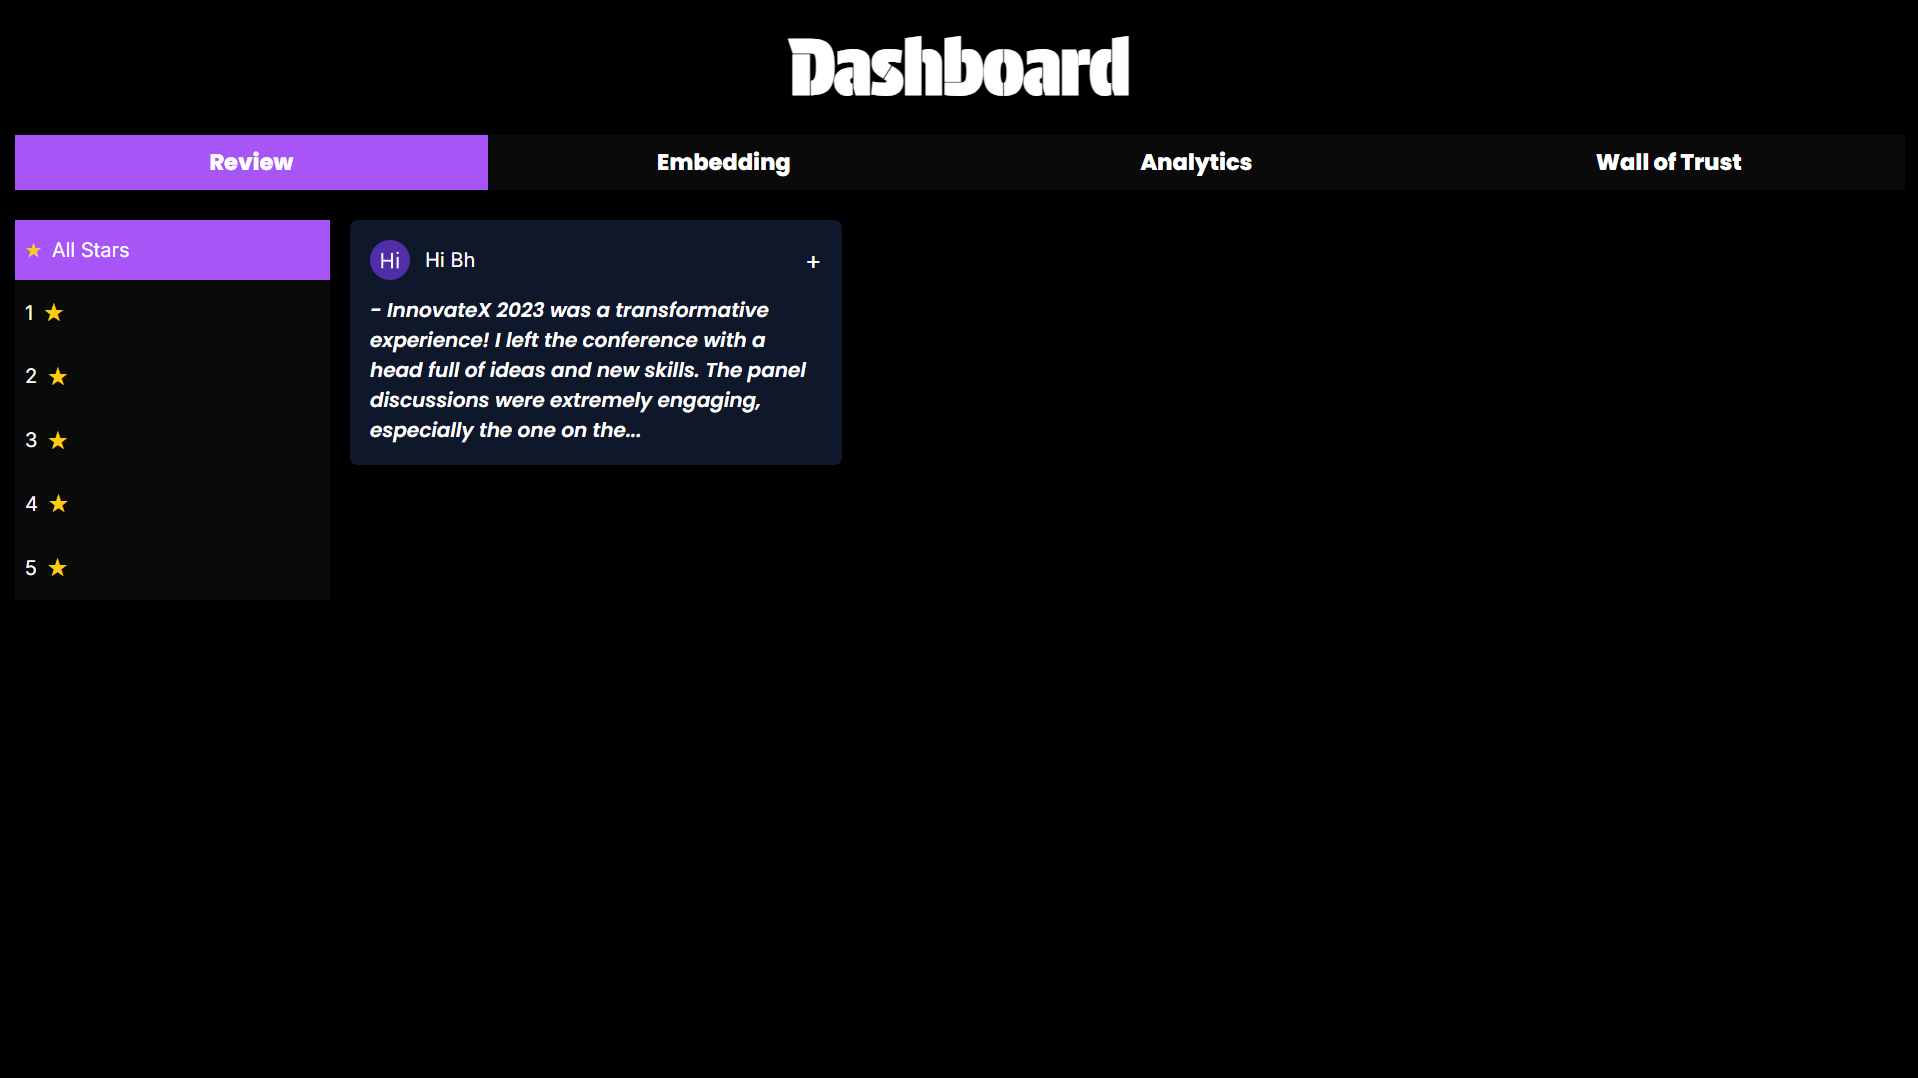 Dashboard
Review
Embedding
Analytics
Wall of Trust
★ All Stars
1 ★
2 ★
3 ★
4 ★
5 ★
Hi
Hi Bh
+
- InnovateX 2023 was a transformative
experience! I left the conference with a
head full of ideas and new skills. The panel
discussions were extremely engaging,
especially the one on the...